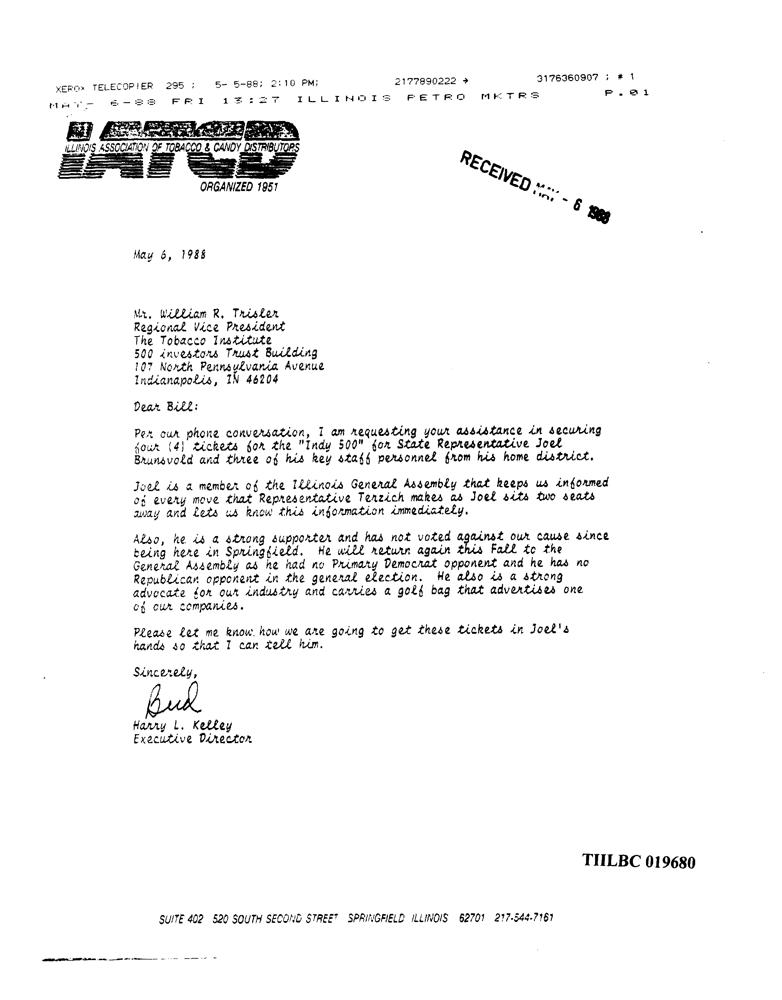 XEROX TELECOPIER 295 ; 5- 5-88; 2:10 PM; 2177890222 → 3176360907 ; # 1
MAY- 6-88 FRI 13:27 ILLINOIS PETRO MKTRS P.01
IATCD
ILLINOIS ASSOCIATION OF TOBACCO & CANDY DISTRIBUTORS
ORGANIZED 1951
RECEIVED MAY - 6 1988
May 6, 1988
Mr. William R. Trisler
Regional Vice President
The Tobacco Institute
500 investors Trust Building
107 North Pennsylvania Avenue
Indianapolis, IN 46204
Dear Bill:
Per our phone conversation, I am requesting your assistance in securing
four (4) tickets for the "Indy 500" for State Representative Joel
Brunsvold and three of his key staff personnel from his home district.
Joel is a member of the Illinois General Assembly that keeps us informed
of every move that Representative Terzich makes as Joel sits two seats
away and lets us know this information immediately.
Also, he is a strong supporter and has not voted against our cause since
being here in Springfield. He will return again this Fall to the
General Assembly as he had no Primary Democrat opponent and he has no
Republican opponent in the general election. He also is a strong
advocate for our industry and carries a golf bag that advertises one
of our companies.
Please let me know how we are going to get these tickets in Joel's
hands so that I can tell him.
Sincerely,
Bud
Harry L. Kelley
Executive Director
TIILBC 019680
SUITE 402 520 SOUTH SECOND STREET SPRINGFIELD ILLINOIS 62701 217-544-7161